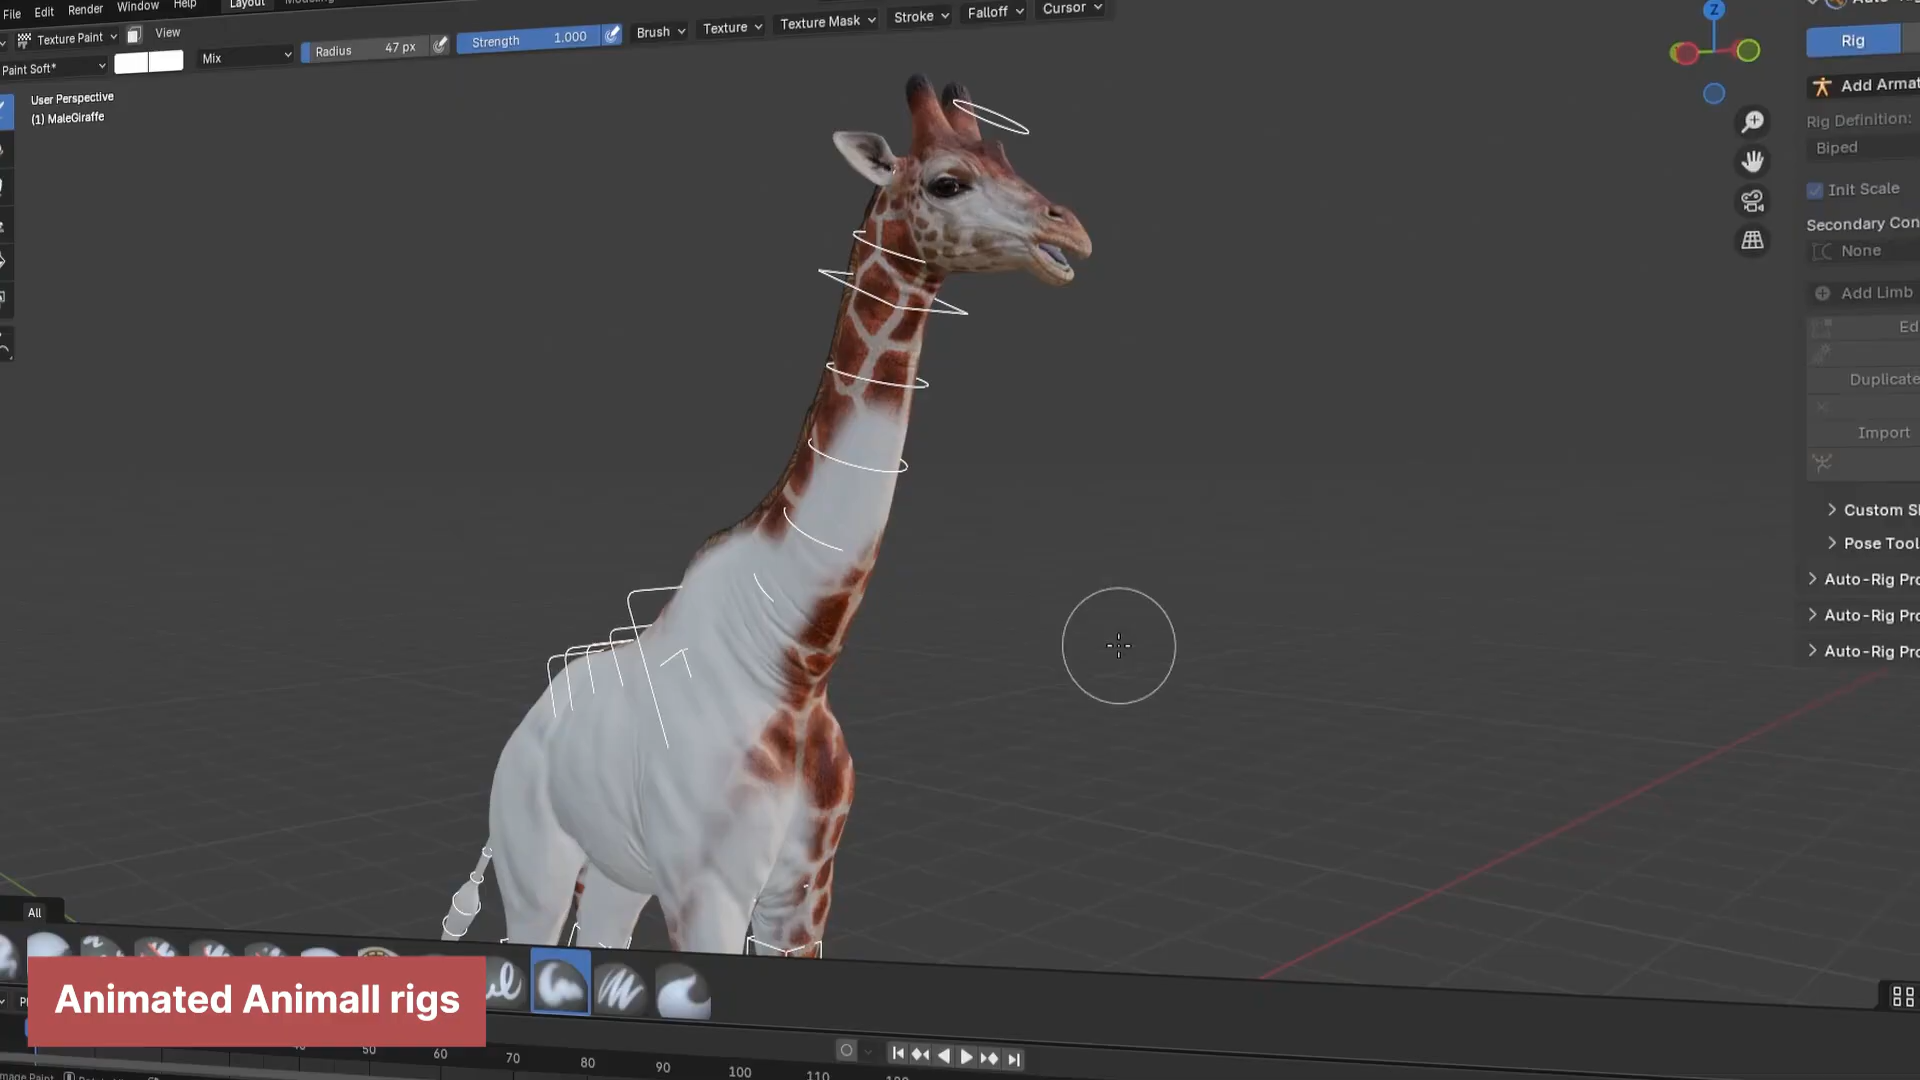 File Edit Render Window Help Layout
Texture Paint View
Paint Soft* Mix Radius 47 px Strength 1.000 Brush Texture Texture Mask Stroke Falloff Cursor
User Perspective
(1) MaleGiraffe
Z
Rig
Add Armat
Rig Definition:
Biped
Init Scale
Secondary Con
None
Add Limb
Ed
Duplicate
Import
Custom S
Pose Tool
Auto-Rig Pro
Auto-Rig Pro
Auto-Rig Pro
All
Animated Animall rigs
50 60 70 80 90 100 110